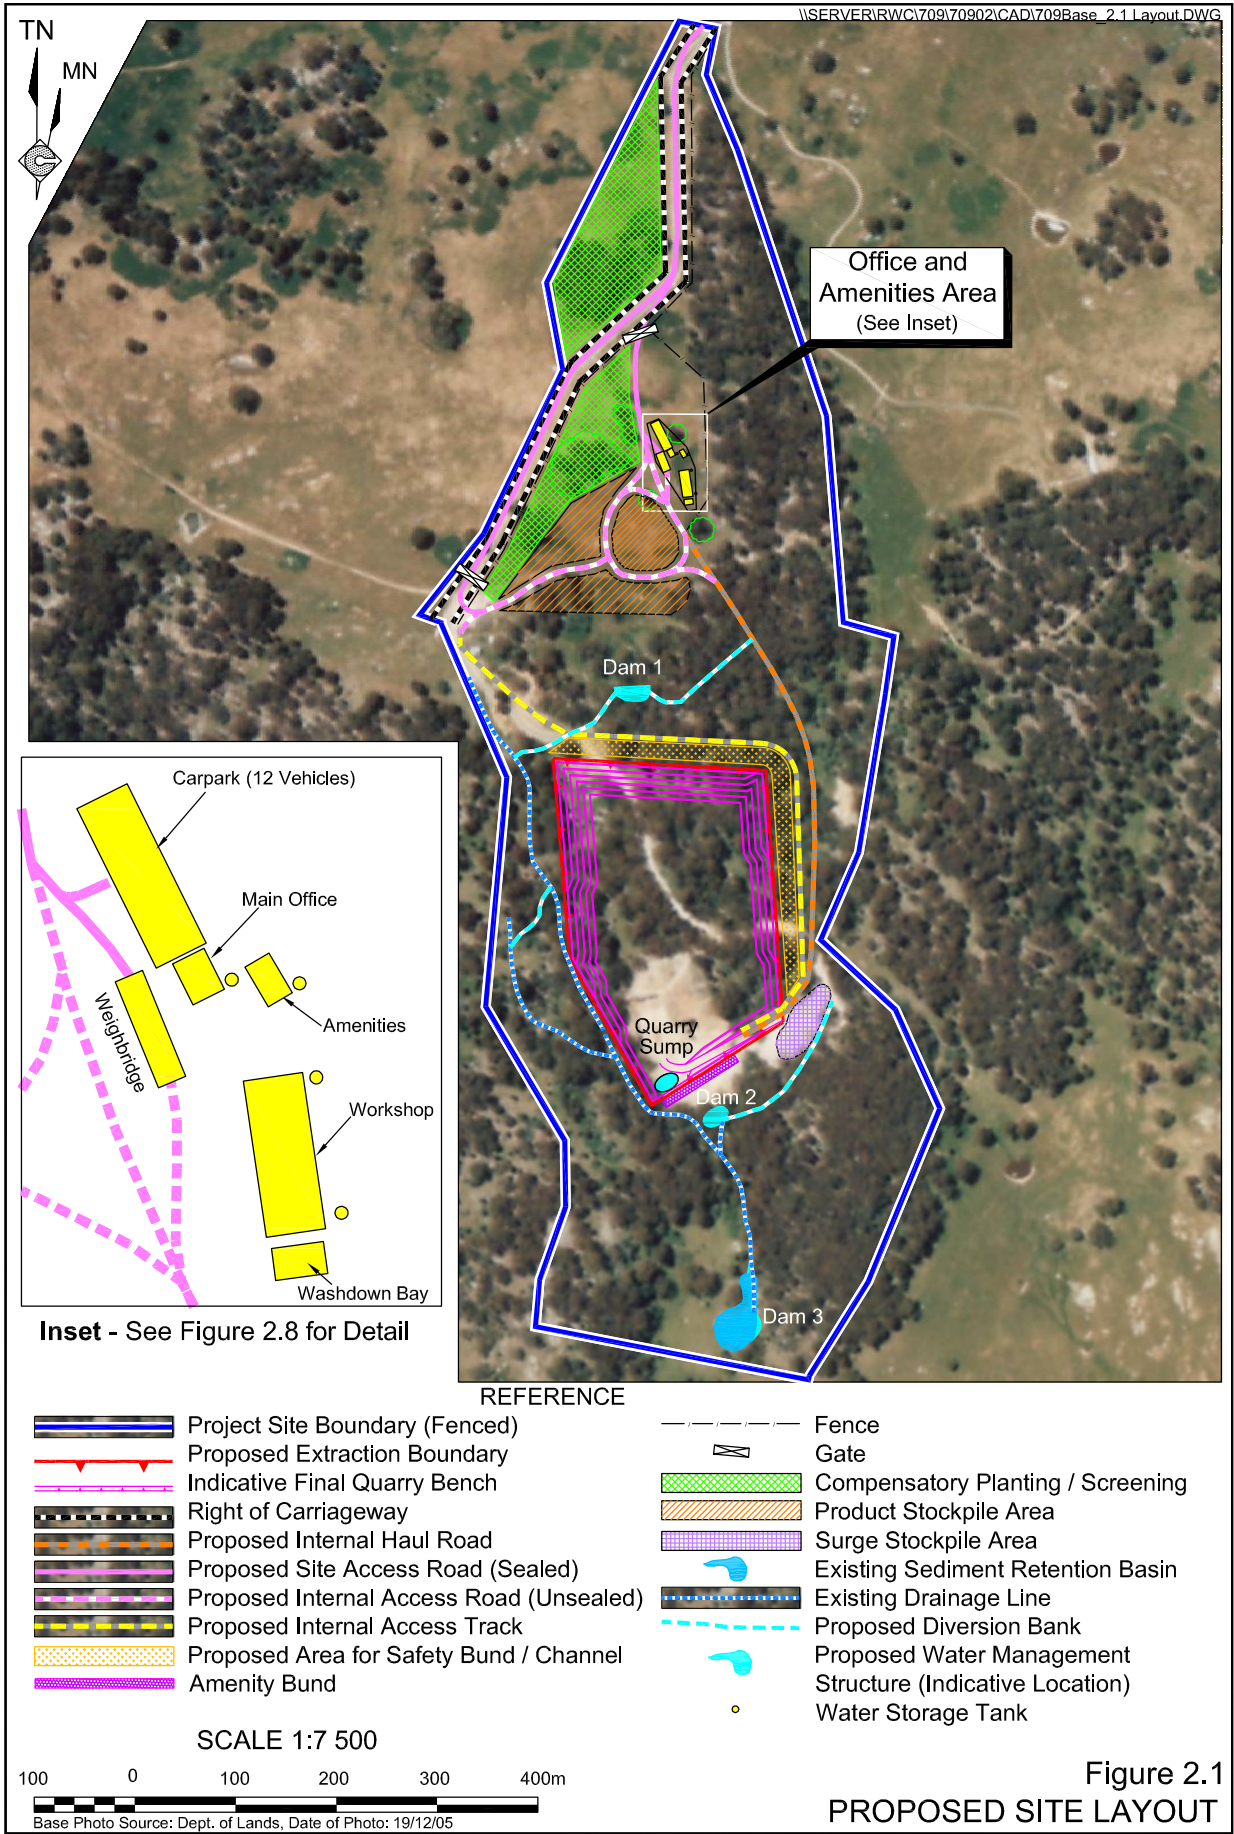 \\SERVER\RWC\709\70902\CAD\709Base_2.1 Layout.DWG
TN
MN
Office and
Amenities Area
(See Inset)
Dam 1
Quarry
Sump
Dam 2
Dam 3
Carpark (12 Vehicles)
Main Office
Weighbridge
Amenities
Workshop
Washdown Bay
Inset - See Figure 2.8 for Detail
REFERENCE
Project Site Boundary (Fenced)
Proposed Extraction Boundary
Indicative Final Quarry Bench
Right of Carriageway
Proposed Internal Haul Road
Proposed Site Access Road (Sealed)
Proposed Internal Access Road (Unsealed)
Proposed Internal Access Track
Proposed Area for Safety Bund / Channel
Amenity Bund
Fence
Gate
Compensatory Planting / Screening
Product Stockpile Area
Surge Stockpile Area
Existing Sediment Retention Basin
Existing Drainage Line
Proposed Diversion Bank
Proposed Water Management
Structure (Indicative Location)
Water Storage Tank
SCALE 1:7 500
100 0 100 200 300 400m
Base Photo Source: Dept. of Lands, Date of Photo: 19/12/05
Figure 2.1
PROPOSED SITE LAYOUT